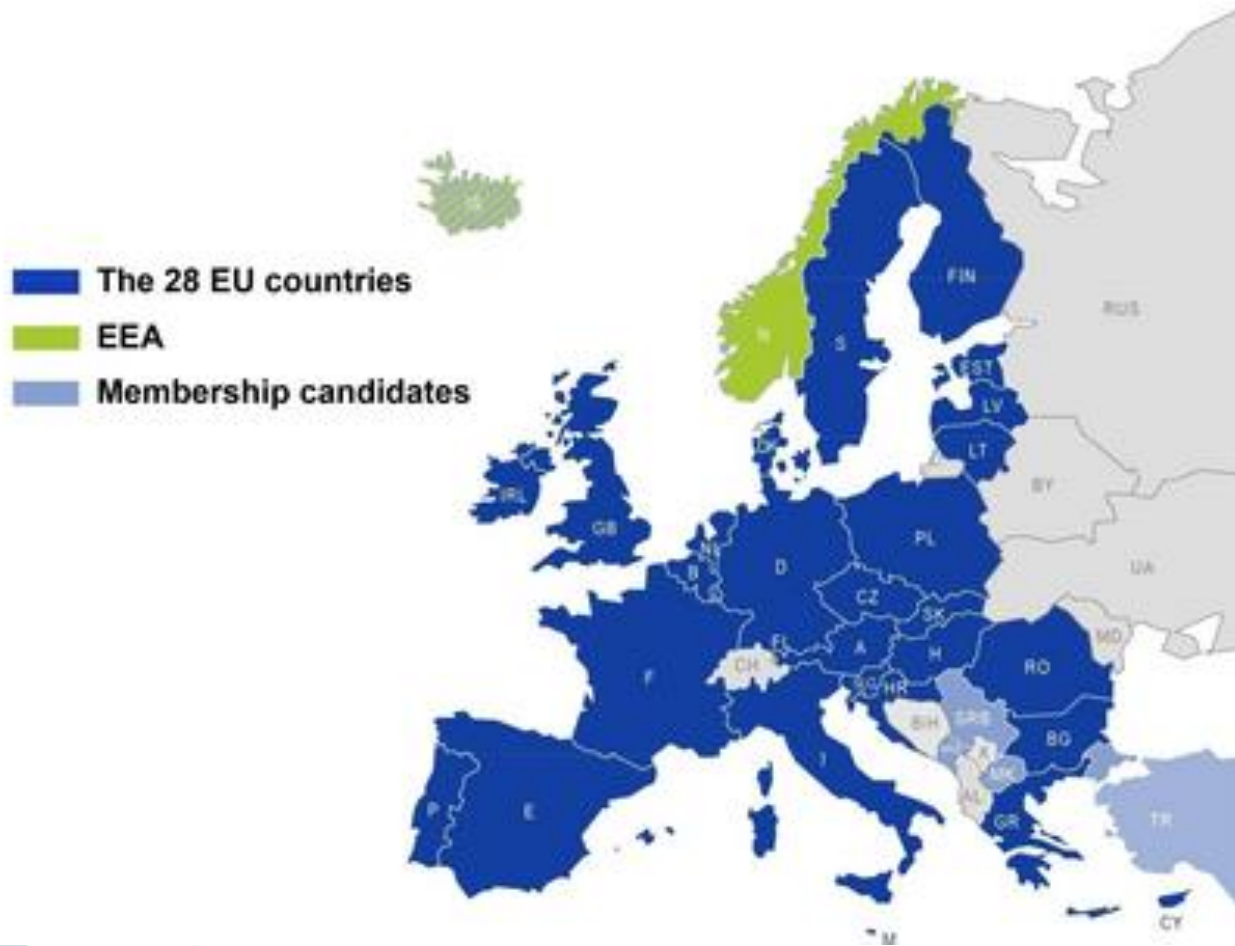 The 28 EU countries
EEA
Membership candidates
FIN
RUS
N
S
EST
LV
LT
BY
IRL
GB
NL
B
D
PL
UA
CZ
SK
FL
A
H
MD
F
CH
RO
HR
BIH
SRB
BG
I
K
MK
AL
P
E
GR
TR
CY
M